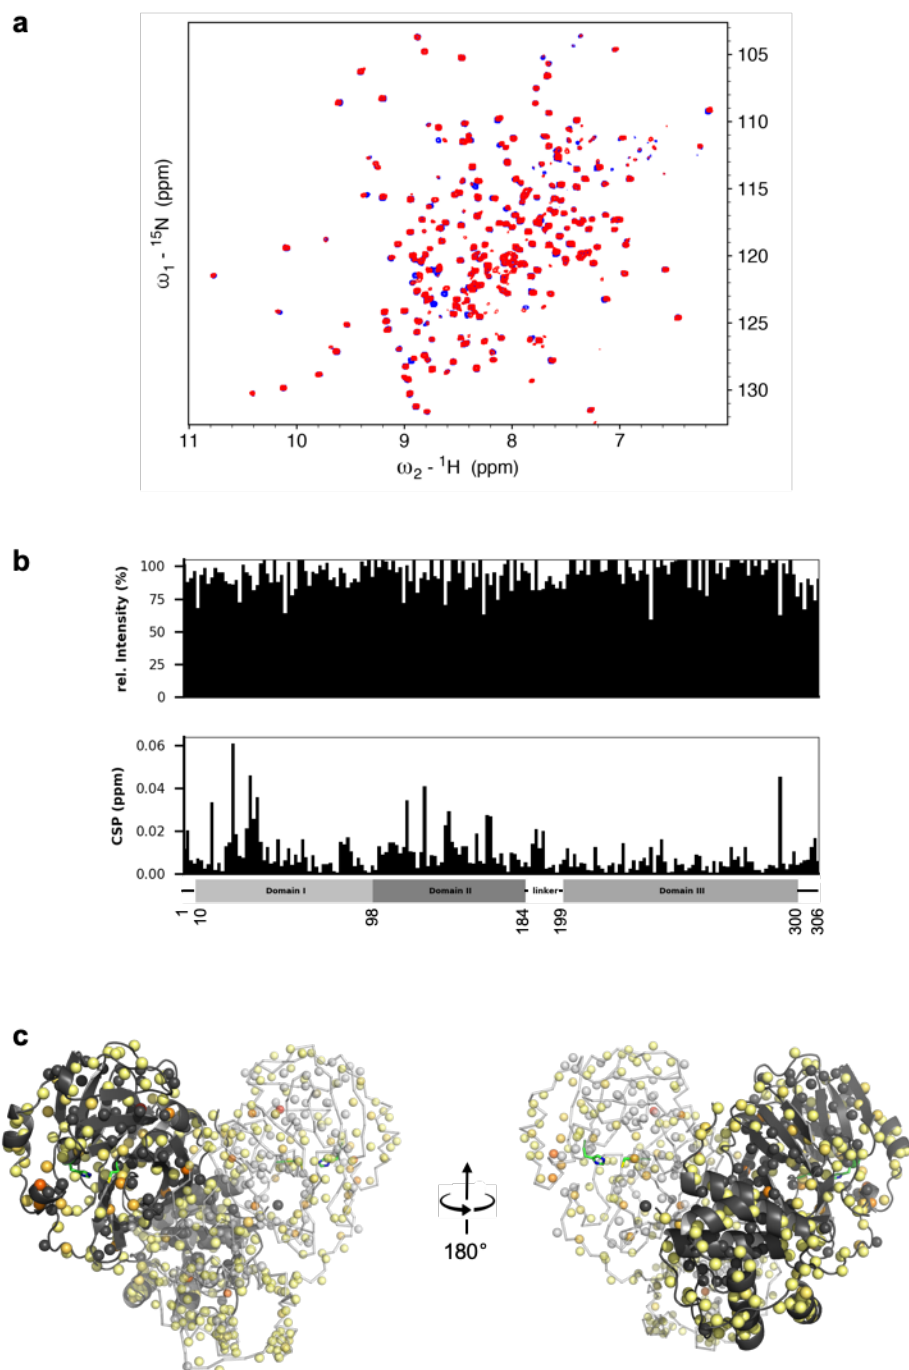 a
105
110
115
120
125
130
ω₁ - ¹⁵N (ppm)
11 10 9 8 7
ω₂ - ¹H (ppm)
b
rel. Intensity (%)
100
75
50
25
0
CSP (ppm)
0.06
0.04
0.02
0.00
Domain I Domain II linker Domain III
1 10 98 184 199 300 306
c
180°